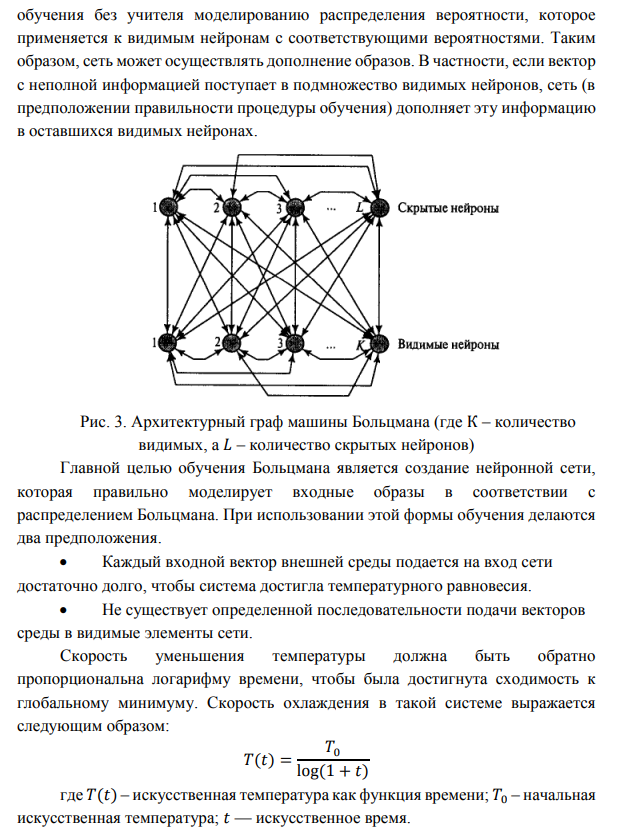 обучения без учителя моделированию распределения вероятности, которое
применяется к видимым нейронам с соответствующими вероятностями. Таким
образом, сеть может осуществлять дополнение образов. В частности, если вектор
с неполной информацией поступает в подмножество видимых нейронов, сеть (в
предположении правильности процедуры обучения) дополняет эту информацию
в оставшихся видимых нейронах.
1 2 3 ... L Скрытые нейроны
1 2 3 ... K Видимые нейроны
Рис. 3. Архитектурный граф машины Больцмана (где К – количество
видимых, а 𝐿 – количество скрытых нейронов)
Главной целью обучения Больцмана является создание нейронной сети,
которая правильно моделирует входные образы в соответствии с
распределением Больцмана. При использовании этой формы обучения делаются
два предположения.
• Каждый входной вектор внешней среды подается на вход сети
достаточно долго, чтобы система достигла температурного равновесия.
• Не существует определенной последовательности подачи векторов
среды в видимые элементы сети.
Скорость уменьшения температуры должна быть обратно
пропорциональна логарифму времени, чтобы была достигнута сходимость к
глобальному минимуму. Скорость охлаждения в такой системе выражается
следующим образом:
𝑇(𝑡) = 𝑇₀ / log(1 + 𝑡)
где 𝑇(𝑡) – искусственная температура как функция времени; 𝑇₀ – начальная
искусственная температура; 𝑡 — искусственное время.